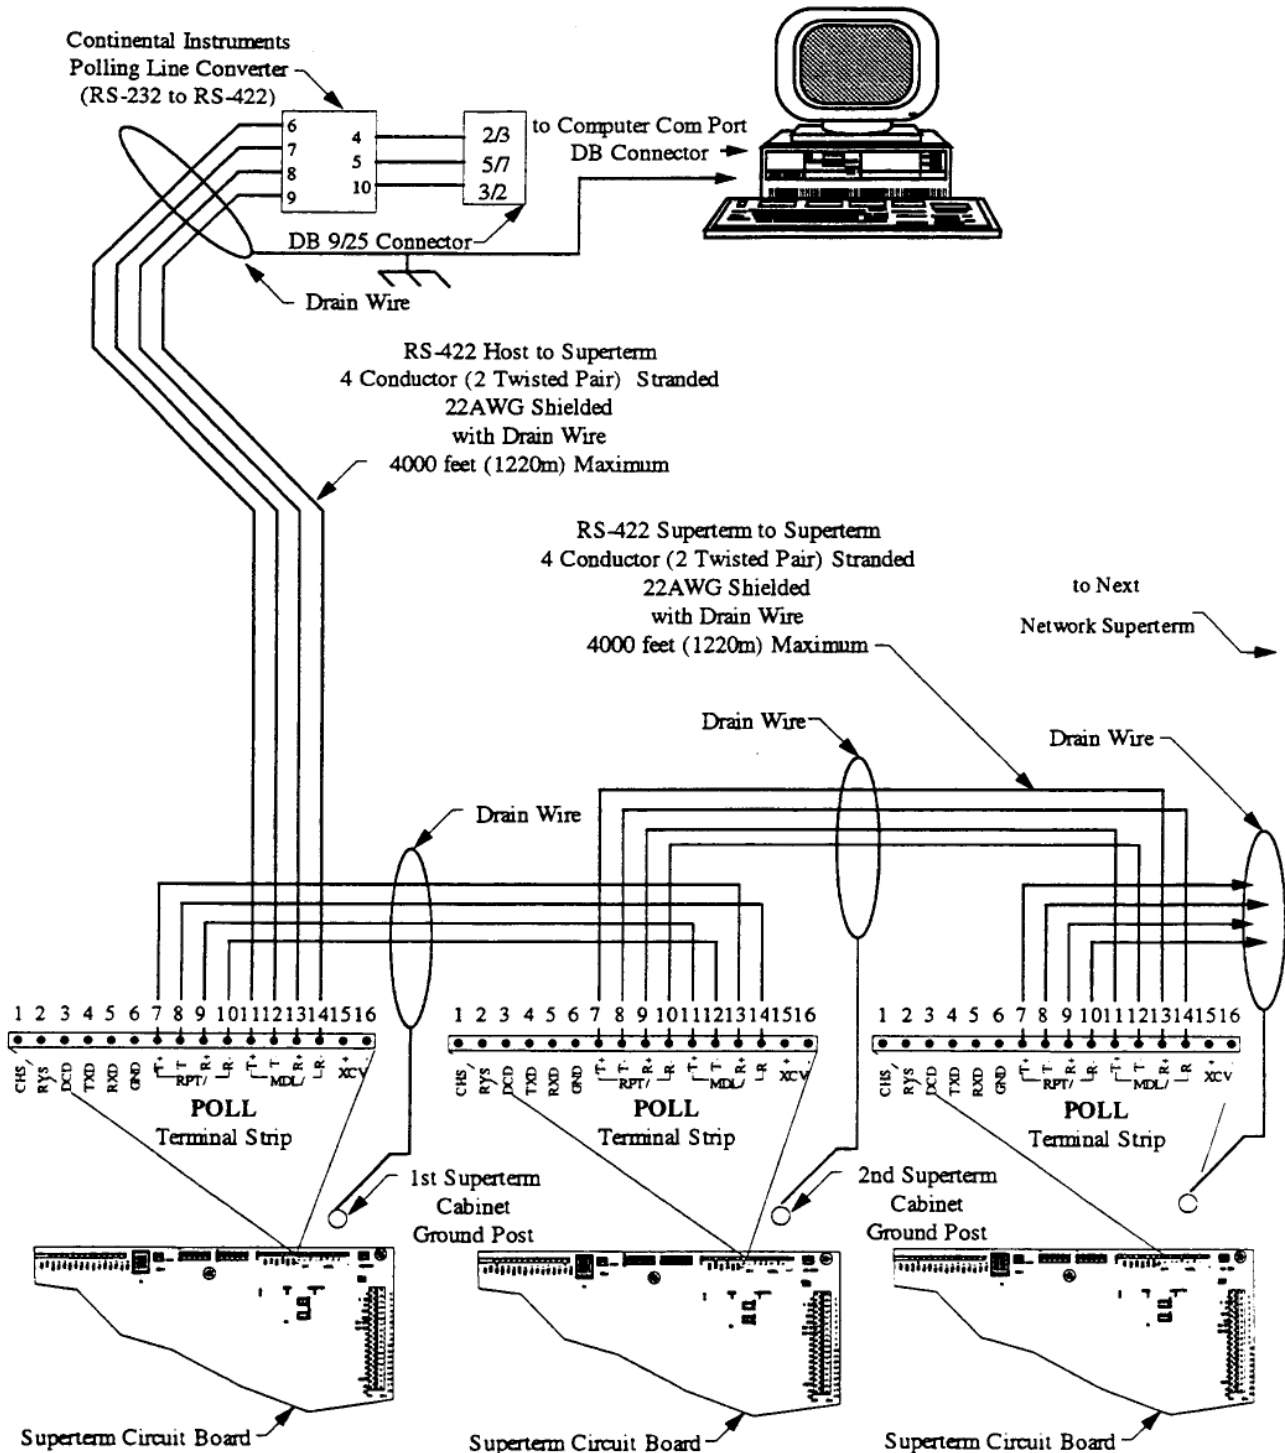 Continental Instruments
Polling Line Converter
(RS-232 to RS-422)
6
7
8
9
4
5
10
2/3
5/7
3/2
to Computer Com Port
DB Connector
DB 9/25 Connector
Drain Wire
RS-422 Host to Superterm
4 Conductor (2 Twisted Pair) Stranded
22AWG Shielded
with Drain Wire
4000 feet (1220m) Maximum
RS-422 Superterm to Superterm
4 Conductor (2 Twisted Pair) Stranded
22AWG Shielded
with Drain Wire
4000 feet (1220m) Maximum
to Next
Network Superterm
Drain Wire
Drain Wire
Drain Wire
1 2 3 4 5 6 7 8 9 10 11 12 13 14 15 16
CHS/ RYS/ DCD TXD RXD GND T+ T- R+ R- T+ T- R+ R- + -
RPT/ MDL/ XCV
POLL
Terminal Strip
1 2 3 4 5 6 7 8 9 10 11 12 13 14 15 16
CHS/ RYS/ DCD TXD RXD GND T+ T- R+ R- T+ T- R+ R + -
RPT/ MDL/ XCV
POLL
Terminal Strip
1 2 3 4 5 6 7 8 9 10 11 12 13 14 15 16
CHS/ RYS/ DCD TXD RXD GND T+ T- R+ R- T+ T- R+ R + -
RPT/ MDL/ XCV
POLL
Terminal Strip
1st Superterm
Cabinet
Ground Post
2nd Superterm
Cabinet
Ground Post
Superterm Circuit Board
Superterm Circuit Board
Superterm Circuit Board